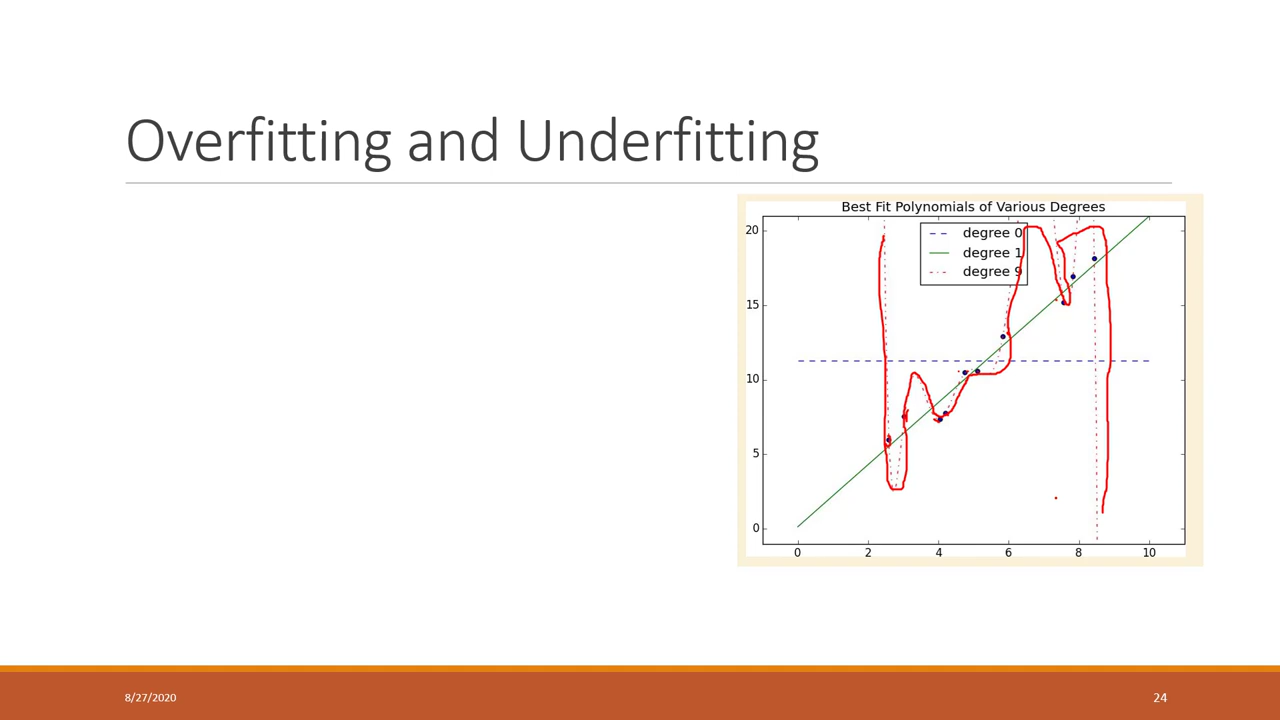 Overfitting and Underfitting
Best Fit Polynomials of Various Degrees
degree 0
degree 1
degree 9
20
15
10
5
0
0 2 4 6 8 10
8/27/2020
24